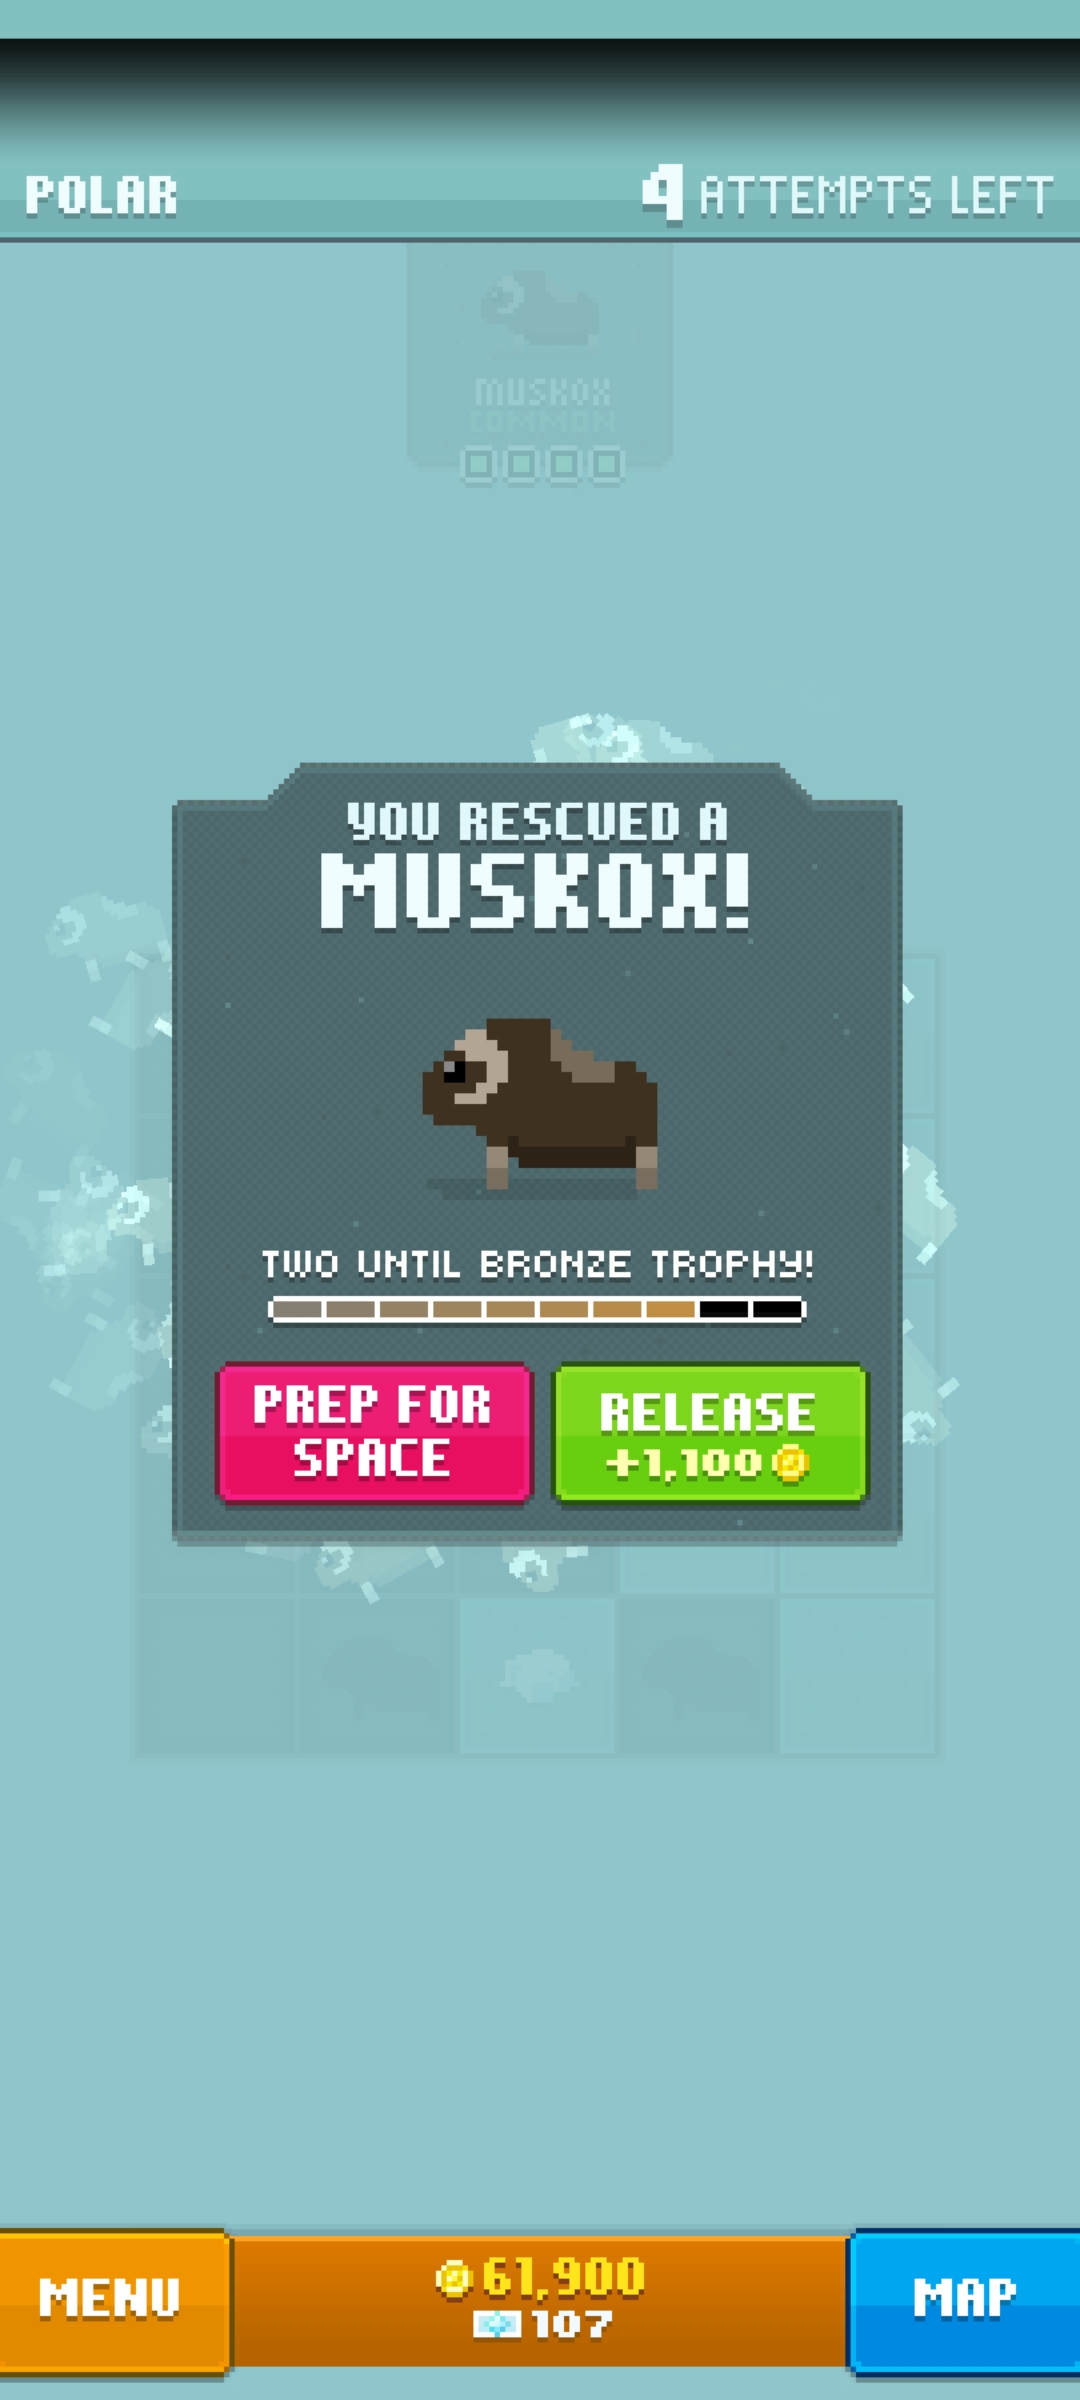 POLAR
9 ATTEMPTS LEFT
MUSKOX
COMMON
YOU RESCUED A
MUSKOX!
TWO UNTIL BRONZE TROPHY!
PREP FOR
SPACE
RELEASE
+1,100
MENU
61,900
107
MAP